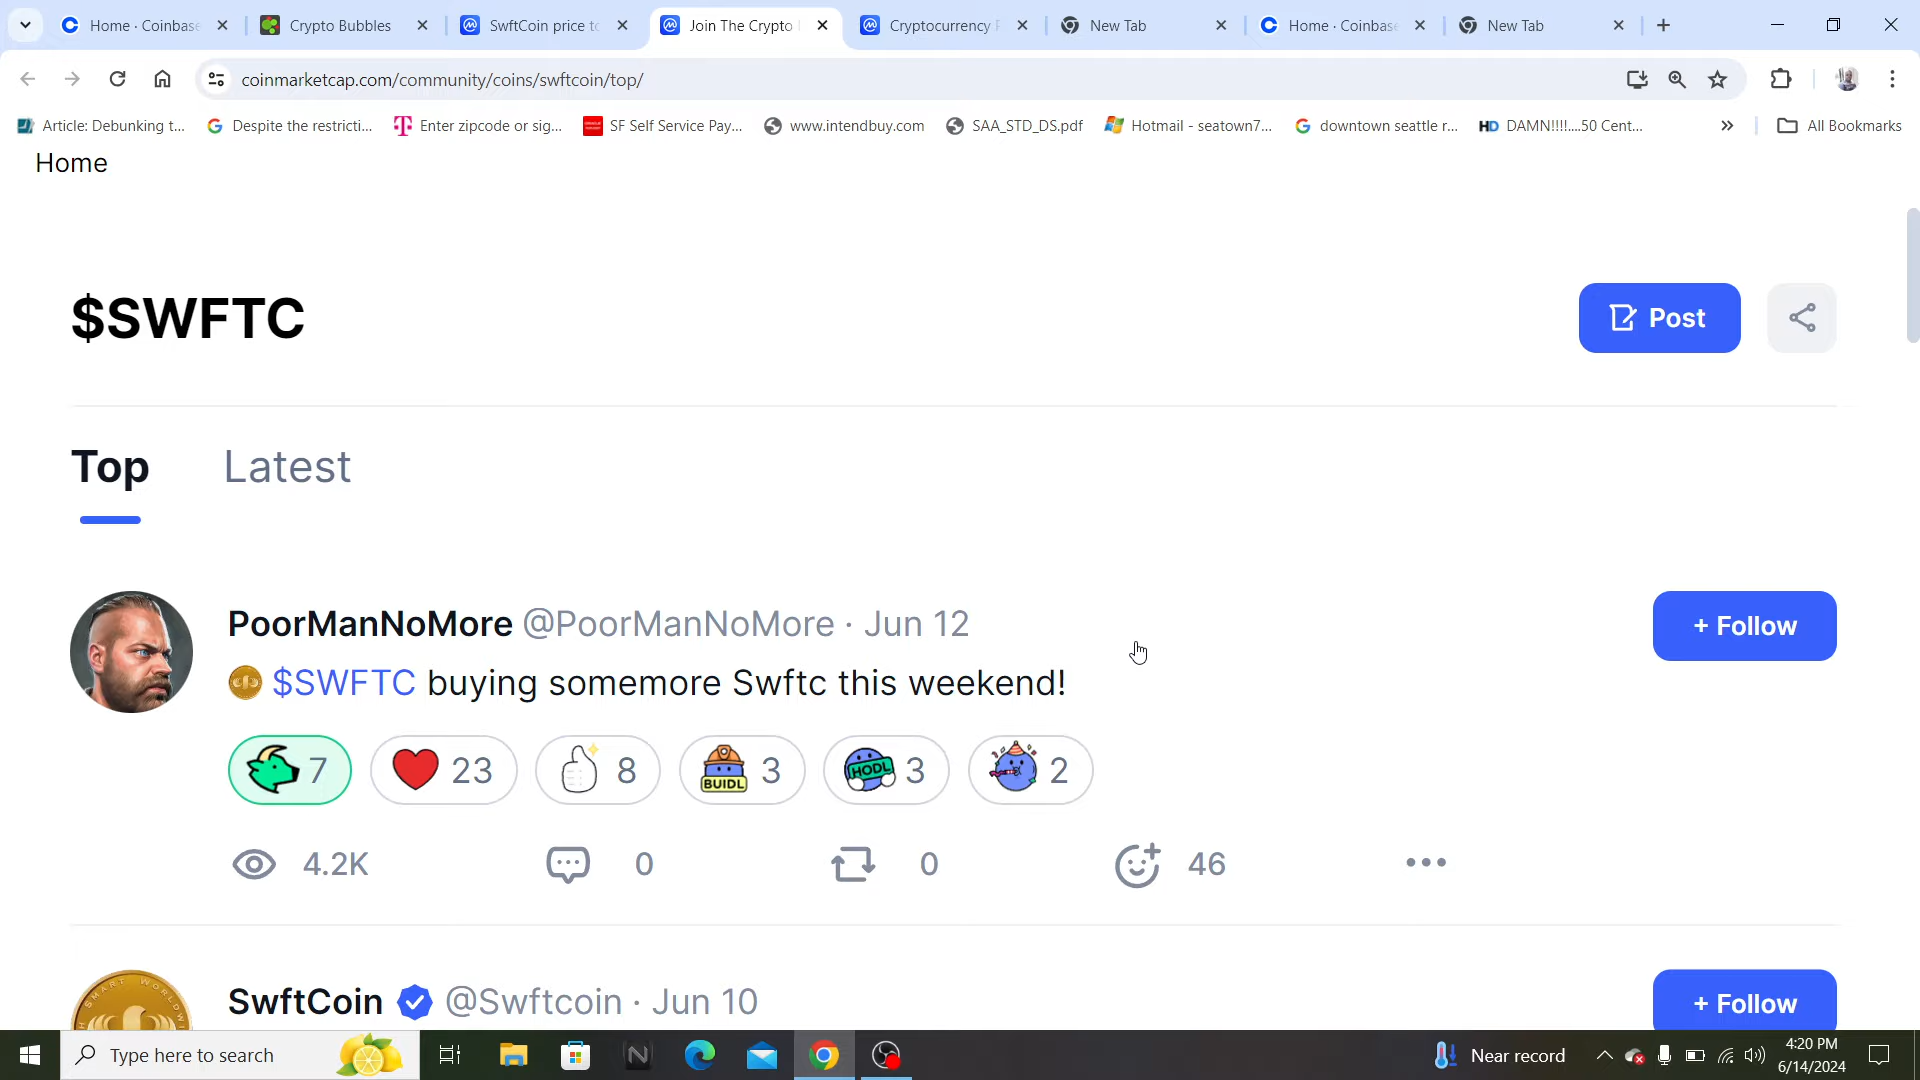 Home · Coinbase
Crypto Bubbles
SwftCoin price to
Join The Crypto
Cryptocurrency P
New Tab
Home · Coinbase
New Tab
coinmarketcap.com/community/coins/swftcoin/top/
Article: Debunking t...
Despite the restricti...
Enter zipcode or sig...
SF Self Service Pay...
www.intendbuy.com
SAA_STD_DS.pdf
Hotmail - seatown7...
downtown seattle r...
HD DAMN!!!!....50 Cent...
All Bookmarks
Home
$SWFTC
Post
Top
Latest
PoorManNoMore @PoorManNoMore · Jun 12
+ Follow
$SWFTC buying somemore Swftc this weekend!
7
23
8
BUIDL 3
HODL 3
2
4.2K
0
0
46
SwftCoin @Swftcoin · Jun 10
+ Follow
Type here to search
Near record
4:20 PM
6/14/2024